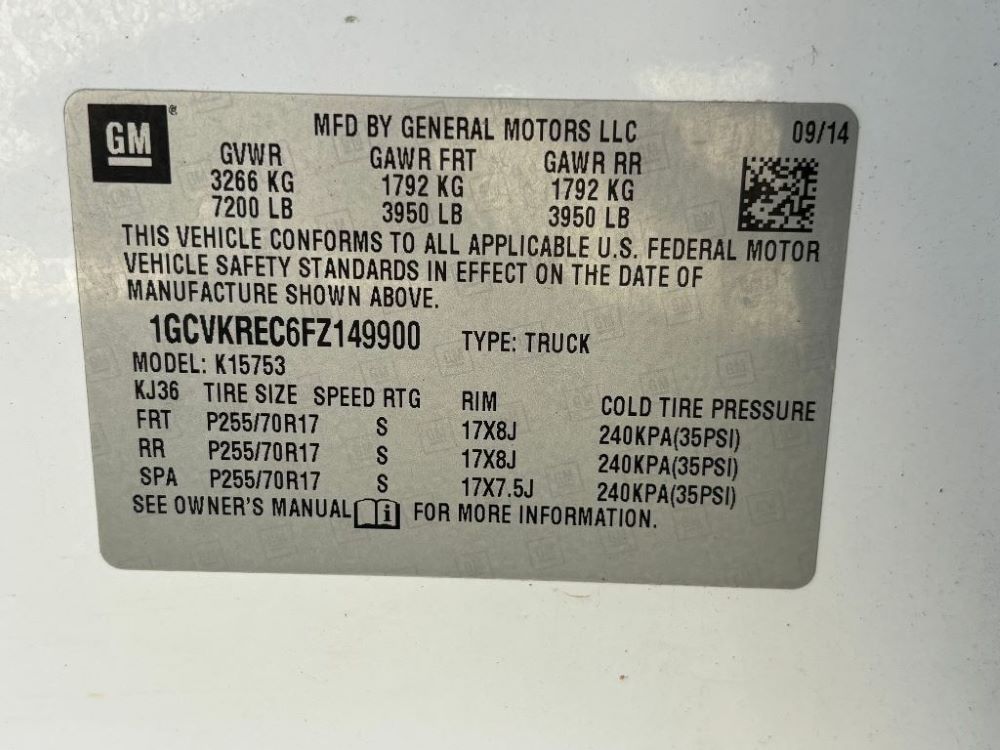 GM ®
MFD BY GENERAL MOTORS LLC 09/14
GVWR GAWR FRT GAWR RR
3266 KG 1792 KG 1792 KG
7200 LB 3950 LB 3950 LB
THIS VEHICLE CONFORMS TO ALL APPLICABLE U.S. FEDERAL MOTOR
VEHICLE SAFETY STANDARDS IN EFFECT ON THE DATE OF
MANUFACTURE SHOWN ABOVE.
1GCVKREC6FZ149900 TYPE: TRUCK
MODEL: K15753
KJ36 TIRE SIZE SPEED RTG RIM COLD TIRE PRESSURE
FRT P255/70R17 S 17X8J 240KPA(35PSI)
RR P255/70R17 S 17X8J 240KPA(35PSI)
SPA P255/70R17 S 17X7.5J 240KPA(35PSI)
SEE OWNER'S MANUAL i FOR MORE INFORMATION.